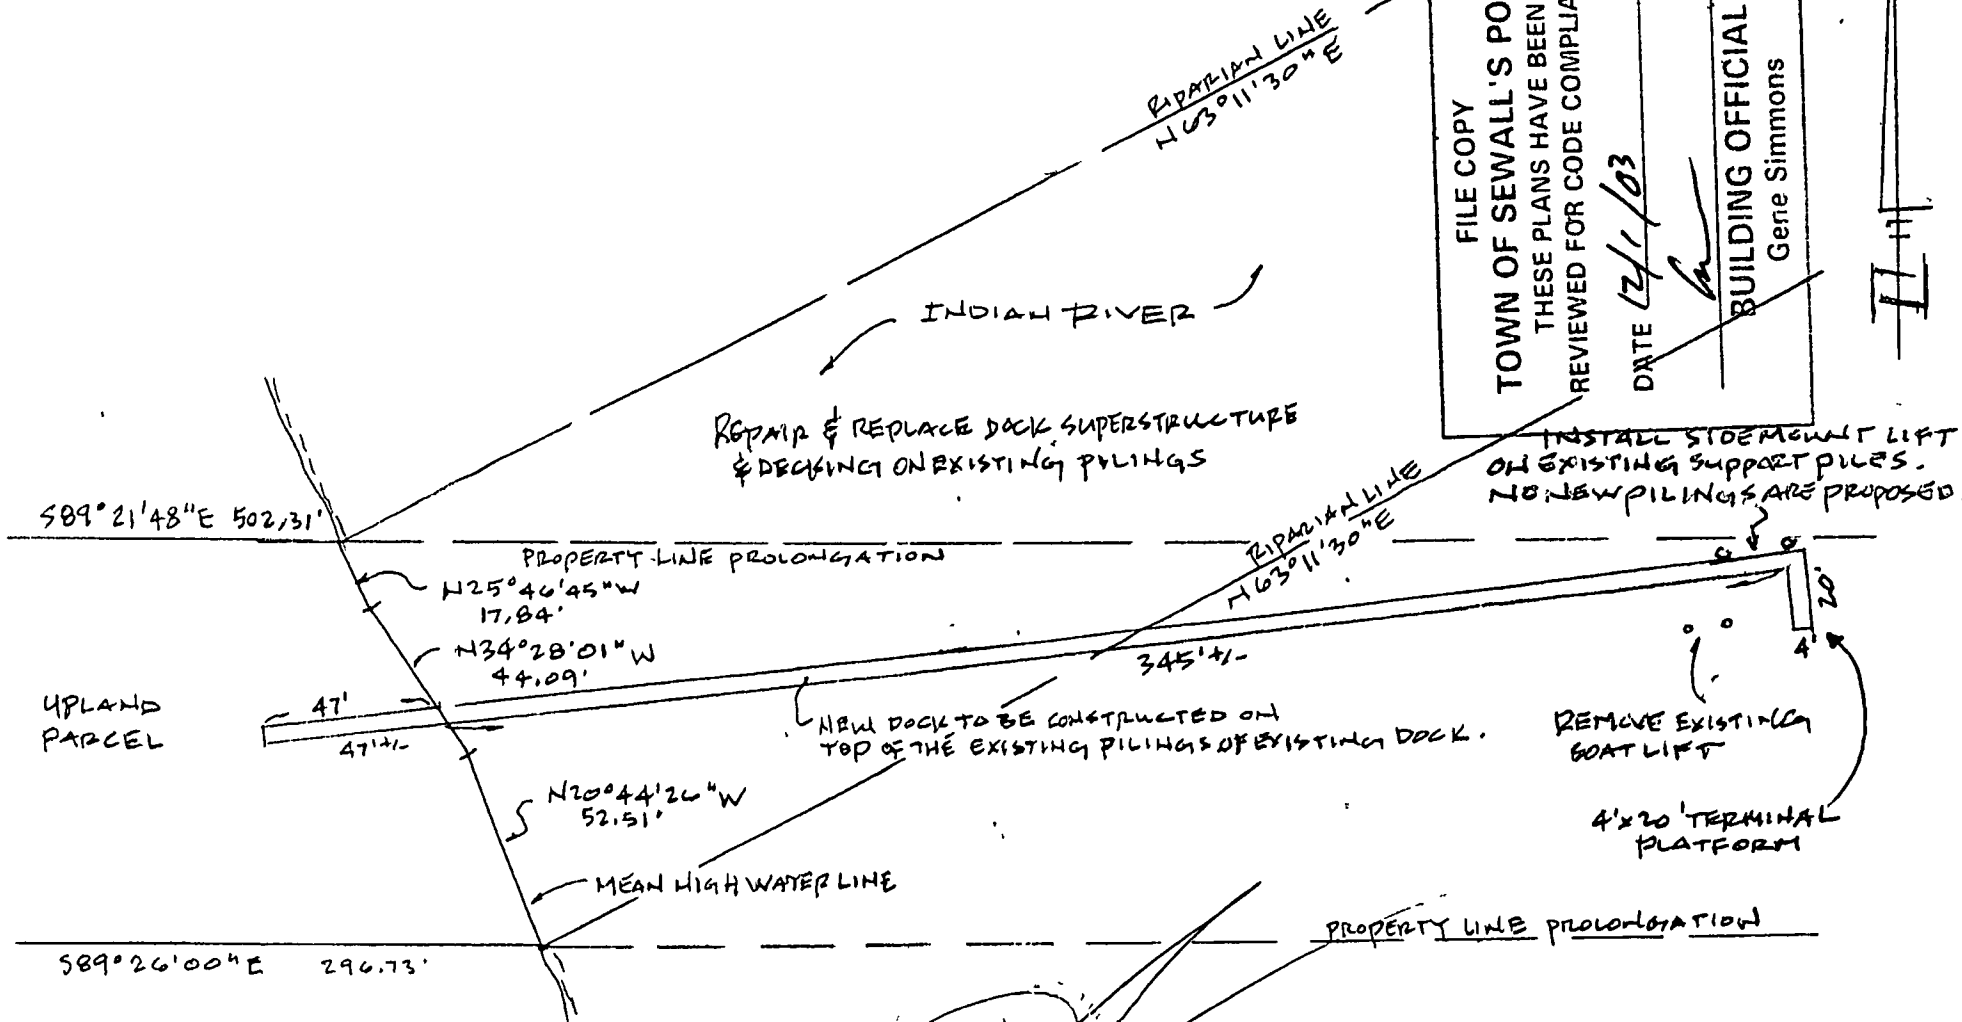 RIPARIAN LINE
N63°11'30"E
FILE COPY
TOWN OF SEWALL'S PO
THESE PLANS HAVE BEEN
REVIEWED FOR CODE COMPLIA
DATE 12/1/03
BUILDING OFFICIAL
Gene Simmons
INDIAN RIVER
REPAIR & REPLACE DOCK SUPERSTRUCTURE
& DECKING ON EXISTING PILINGS
INSTALL SIDEMOUNT LIFT
ON EXISTING SUPPORT PILES.
NO NEW PILINGS ARE PROPOSED
S89°21'48"E 502,31'
PROPERTY LINE PROLONGATION
RIPARIAN LINE
N63°11'30"E
N25°46'45"W
17,84'
N34°28'01"W
44,09'
20'
4'
345'+/-
UPLAND
PARCEL
47'
47'+/-
NEW DOCK TO BE CONSTRUCTED ON
TOP OF THE EXISTING PILINGS OF EXISTING DOCK.
REMOVE EXISTING
BOAT LIFT
N20°44'26"W
52,51'
4'x20' TERMINAL
PLATFORM
MEAN HIGH WATER LINE
PROPERTY LINE PROLONGATION
S89°26'00"E 296.73'